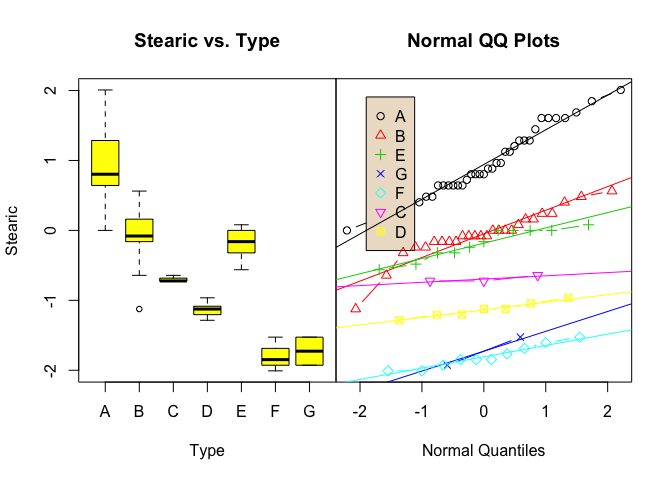 Stearic vs. Type
Normal QQ Plots
Stearic
2
1
0
-1
-2
A B C D E F G
Type
A
B
E
G
F
C
D
-2 -1 0 1 2
Normal Quantiles